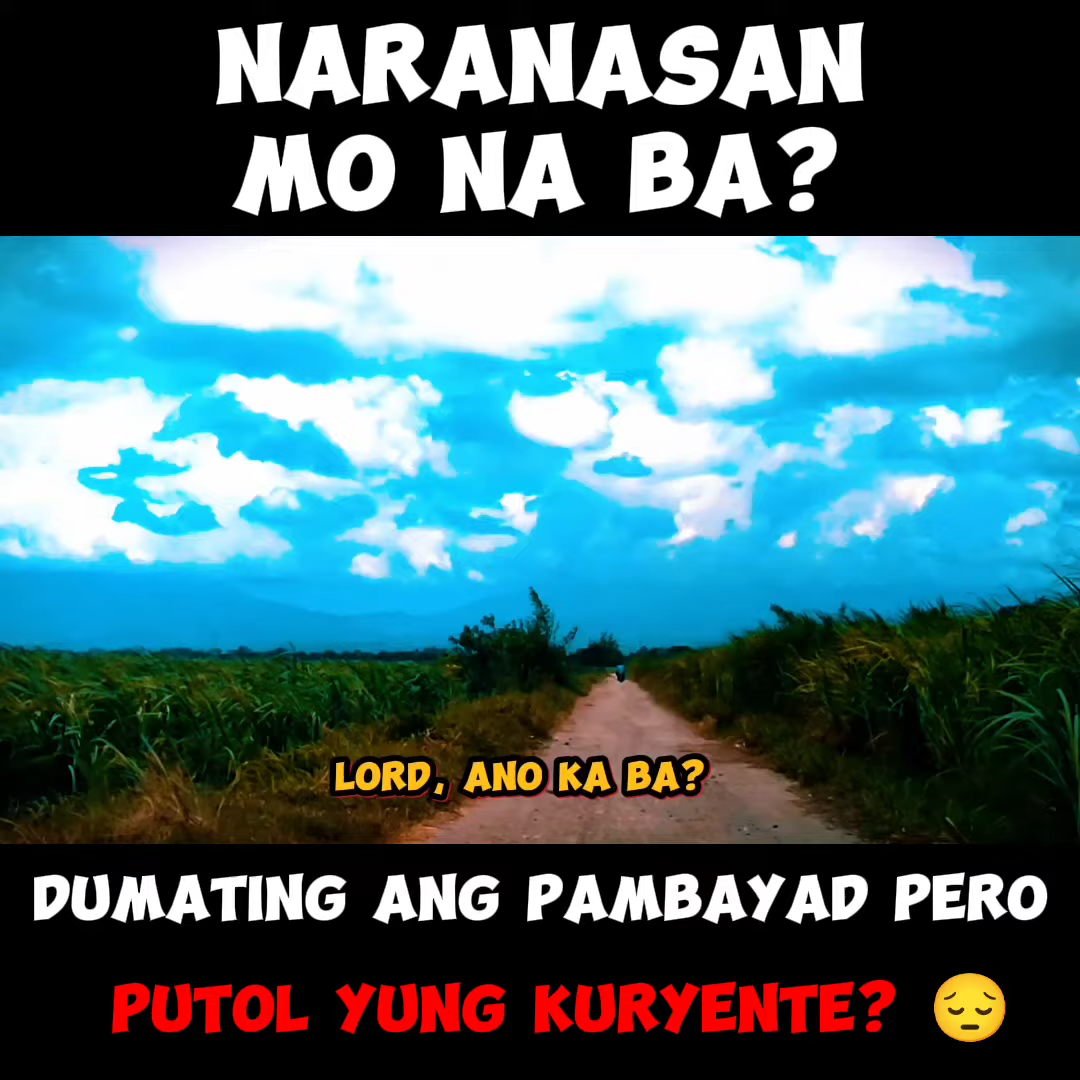 NARANASAN
MO NA BA?
LORD, ANO KA BA?
DUMATING ANG PAMBAYAD PERO
PUTOL YUNG KURYENTE? 😔